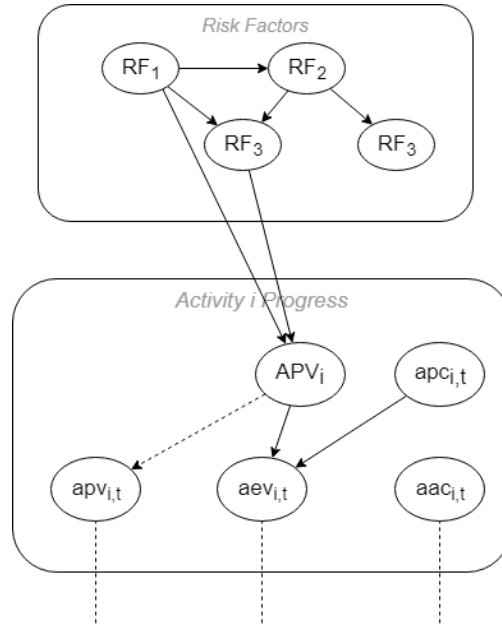 Risk Factors
RF₁ RF₂
RF₃ RF₃
Activity i Progress
APVᵢ apcᵢ,ₜ
apvᵢ,ₜ aevᵢ,ₜ aacᵢ,ₜ